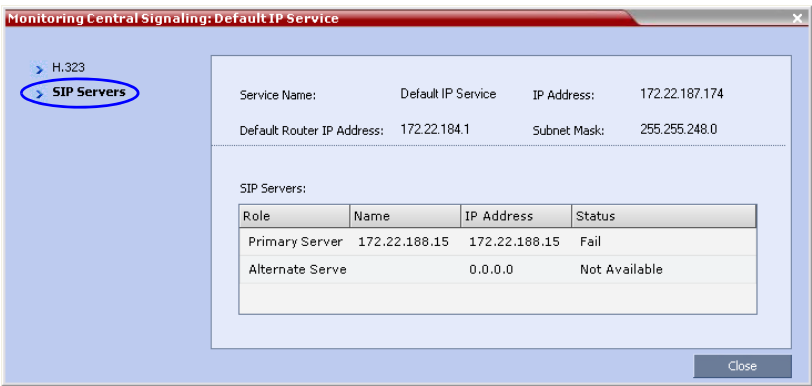 Monitoring Central Signaling: Default IP Service
H.323
SIP Servers
Service Name: Default IP Service IP Address: 172.22.187.174
Default Router IP Address: 172.22.184.1 Subnet Mask: 255.255.248.0
SIP Servers:
Role Name IP Address Status
Primary Server 172.22.188.15 172.22.188.15 Fail
Alternate Serve 0.0.0.0 Not Available
Close